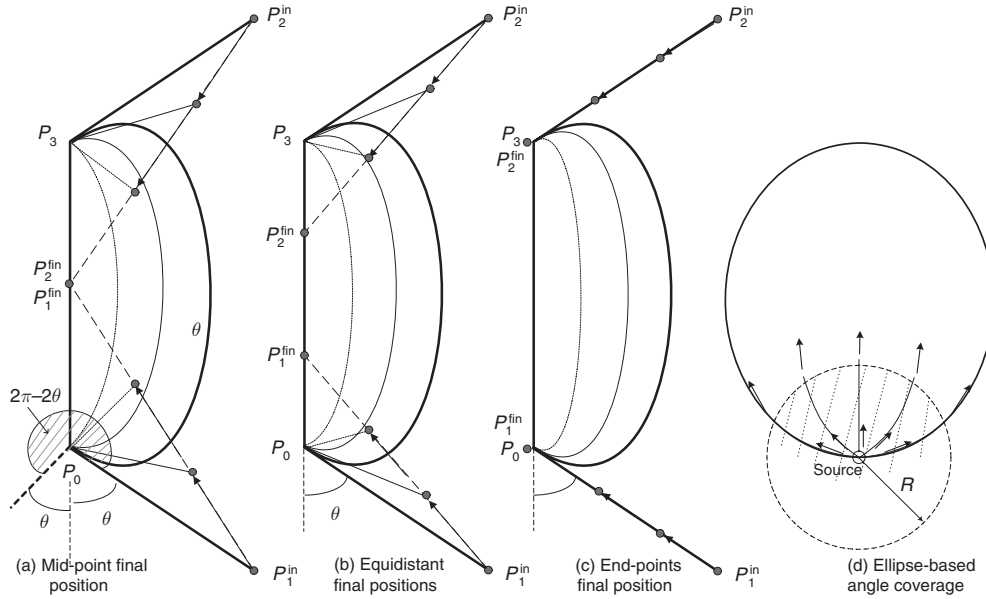 P₂ⁱⁿ
P₃
P₂ᶠⁱⁿ
P₁ᶠⁱⁿ
θ
2π–2θ
P₀
θ
θ
P₁ⁱⁿ
(a) Mid-point final
position
P₂ⁱⁿ
P₃
P₂ᶠⁱⁿ
P₁ᶠⁱⁿ
P₀
θ
P₁ⁱⁿ
(b) Equidistant
final positions
P₂ⁱⁿ
P₃
P₂ᶠⁱⁿ
P₁ᶠⁱⁿ
P₀
P₁ⁱⁿ
(c) End-points
final position
Source
R
(d) Ellipse-based
angle coverage